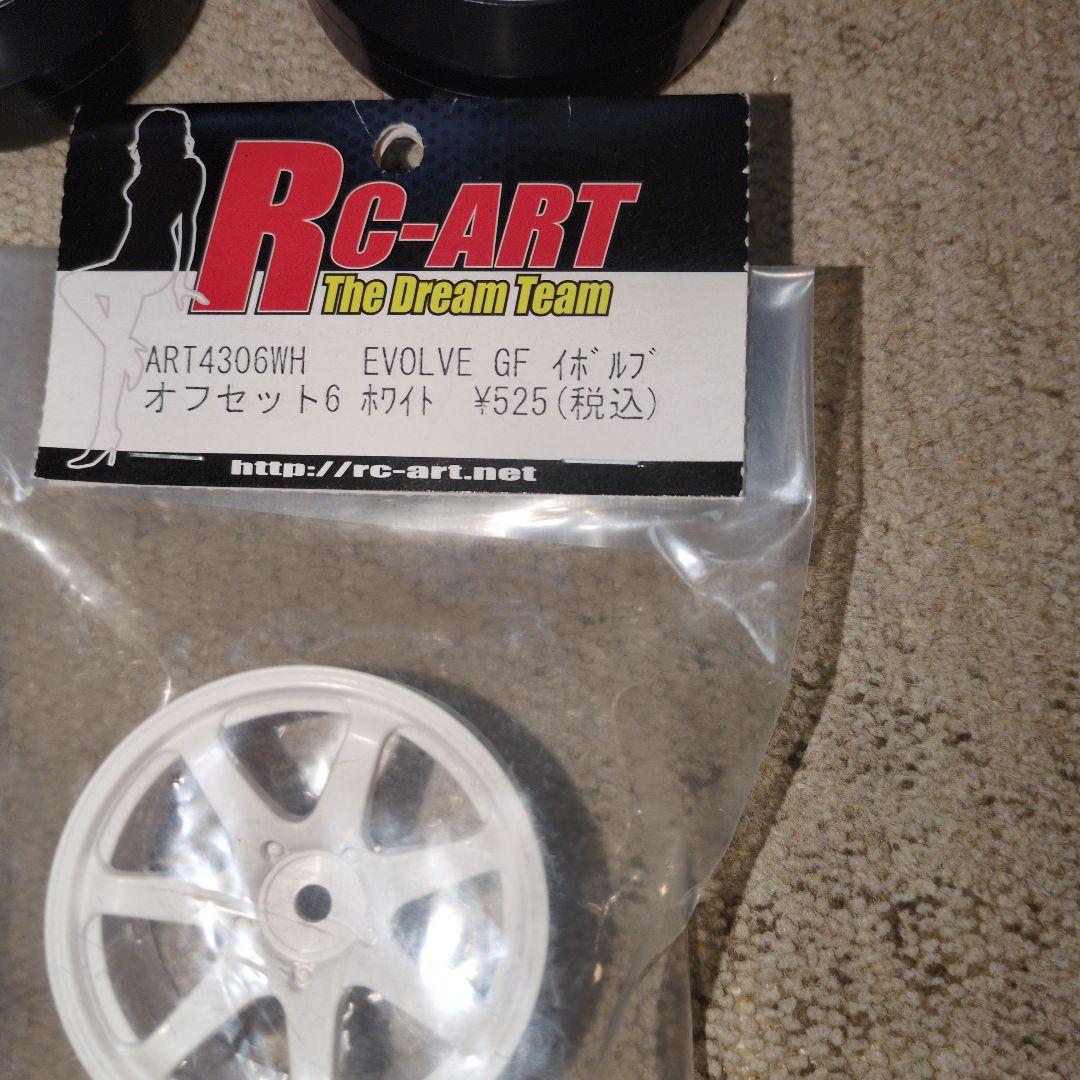 RC-ART
The Dream Team
ART4306WH EVOLVE GF ｲﾎﾞﾙﾌﾞ
オフセット6 ﾎﾜｲﾄ ¥525(税込)
http://rc-art.net